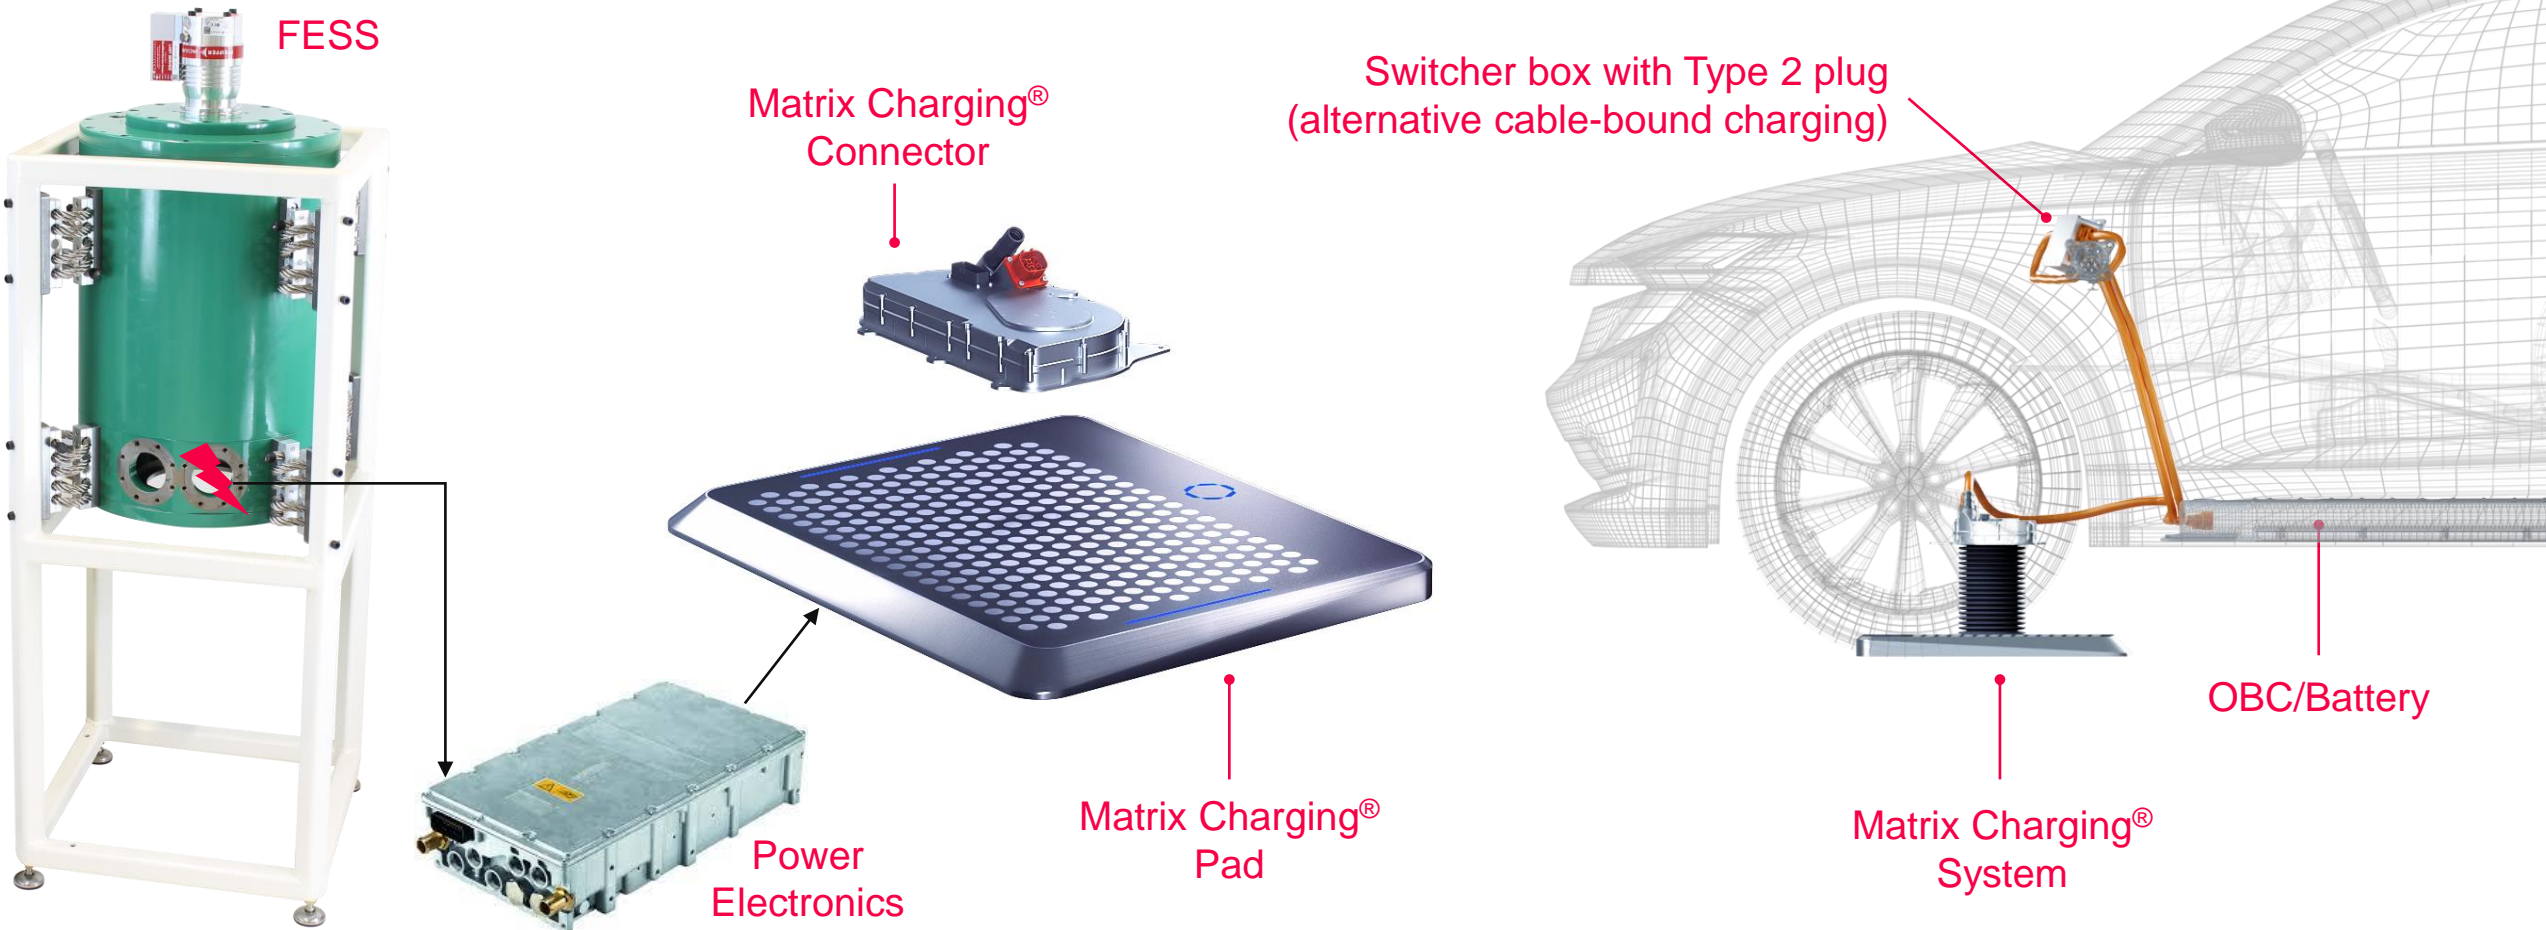 FESS
Matrix Charging®
Connector
Switcher box with Type 2 plug
(alternative cable-bound charging)
Power
Electronics
Matrix Charging®
Pad
Matrix Charging®
System
OBC/Battery